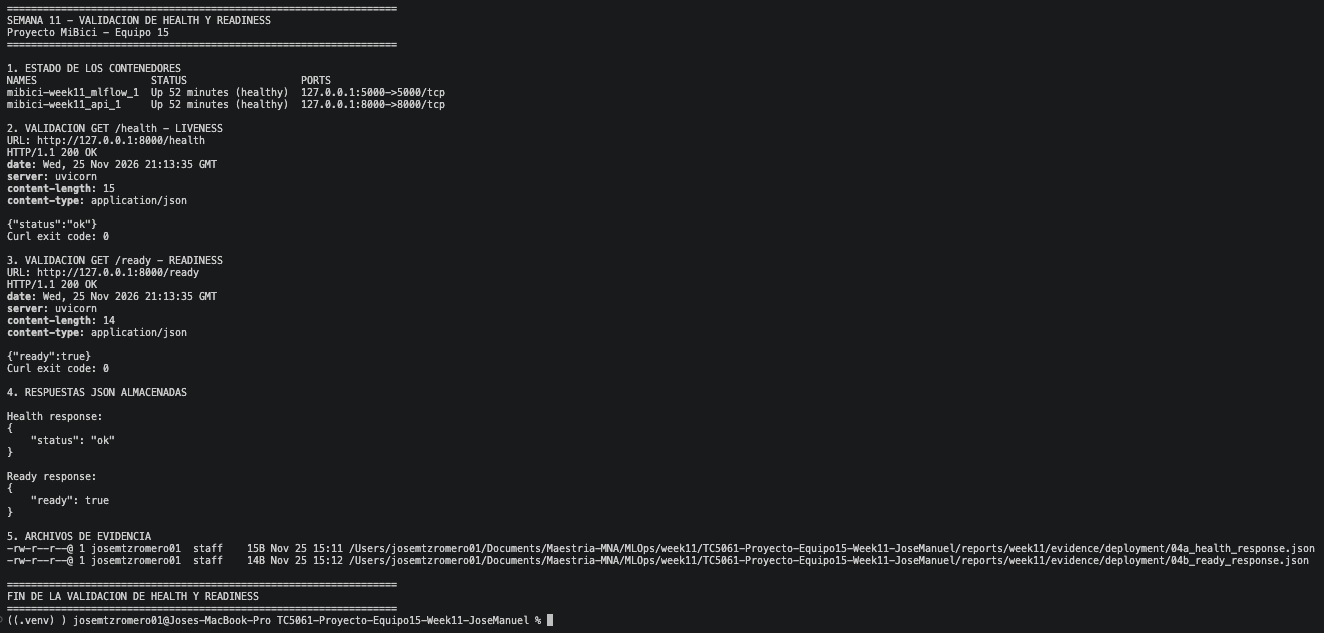 =================================================================
SEMANA 11 - VALIDACION DE HEALTH Y READINESS
Proyecto MiBici - Equipo 15
=================================================================
1. ESTADO DE LOS CONTENEDORES
NAMES                   STATUS                   PORTS
mibici-week11_mlflow_1  Up 52 minutes (healthy)  127.0.0.1:5000->5000/tcp
mibici-week11_api_1     Up 52 minutes (healthy)  127.0.0.1:8000->8000/tcp
2. VALIDACION GET /health - LIVENESS
URL: http://127.0.0.1:8000/health
HTTP/1.1 200 OK
date: Wed, 25 Nov 2026 21:13:35 GMT
server: uvicorn
content-length: 15
content-type: application/json
{"status":"ok"}
Curl exit code: 0
3. VALIDACION GET /ready - READINESS
URL: http://127.0.0.1:8000/ready
HTTP/1.1 200 OK
date: Wed, 25 Nov 2026 21:13:35 GMT
server: uvicorn
content-length: 14
content-type: application/json
{"ready":true}
Curl exit code: 0
4. RESPUESTAS JSON ALMACENADAS
Health response:
{
    "status": "ok"
}
Ready response:
{
    "ready": true
}
5. ARCHIVOS DE EVIDENCIA
-rw-r--r--@ 1 josemtzromero01  staff    15B Nov 25 15:11 /Users/josemtzromero01/Documents/Maestria-MNA/MLOps/week11/TC5061-Proyecto-Equipo15-Week11-JoseManuel/reports/week11/evidence/deployment/04a_health_response.json
-rw-r--r--@ 1 josemtzromero01  staff    14B Nov 25 15:12 /Users/josemtzromero01/Documents/Maestria-MNA/MLOps/week11/TC5061-Proyecto-Equipo15-Week11-JoseManuel/reports/week11/evidence/deployment/04b_ready_response.json
=================================================================
FIN DE LA VALIDACION DE HEALTH Y READINESS
=================================================================
((.venv) ) josemtzromero01@Joses-MacBook-Pro TC5061-Proyecto-Equipo15-Week11-JoseManuel %